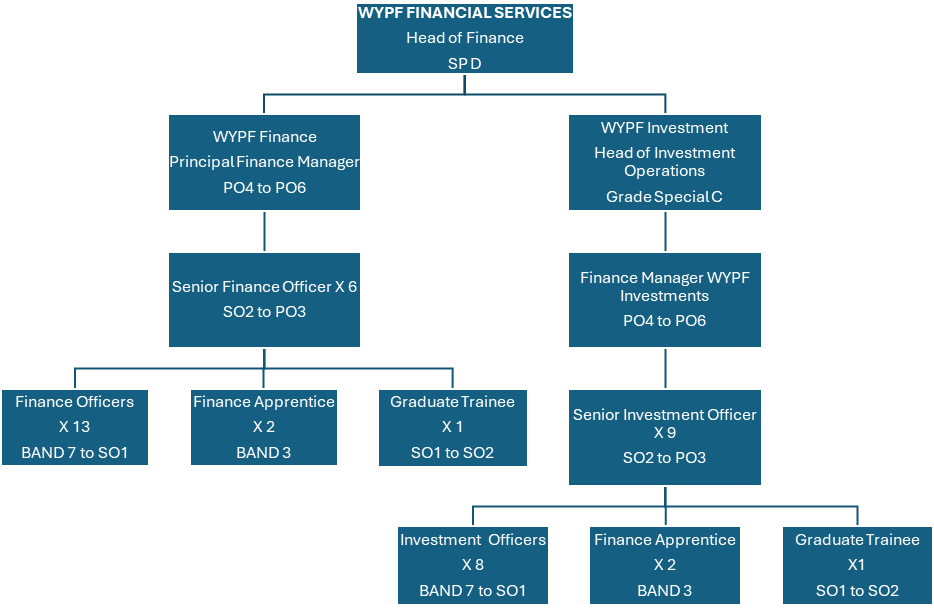 WYPF FINANCIAL SERVICES
Head of Finance
SP D
WYPF Finance
Principal Finance Manager
PO4 to PO6
WYPF Investment
Head of Investment
Operations
Grade Special C
Senior Finance Officer X 6
SO2 to PO3
Finance Manager WYPF
Investments
PO4 to PO6
Finance Officers
X 13
BAND 7 to SO1
Finance Apprentice
X 2
BAND 3
Graduate Trainee
X 1
SO1 to SO2
Senior Investment Officer
X 9
SO2 to PO3
Investment Officers
X 8
BAND 7 to SO1
Finance Apprentice
X 2
BAND 3
Graduate Trainee
X1
SO1 to SO2